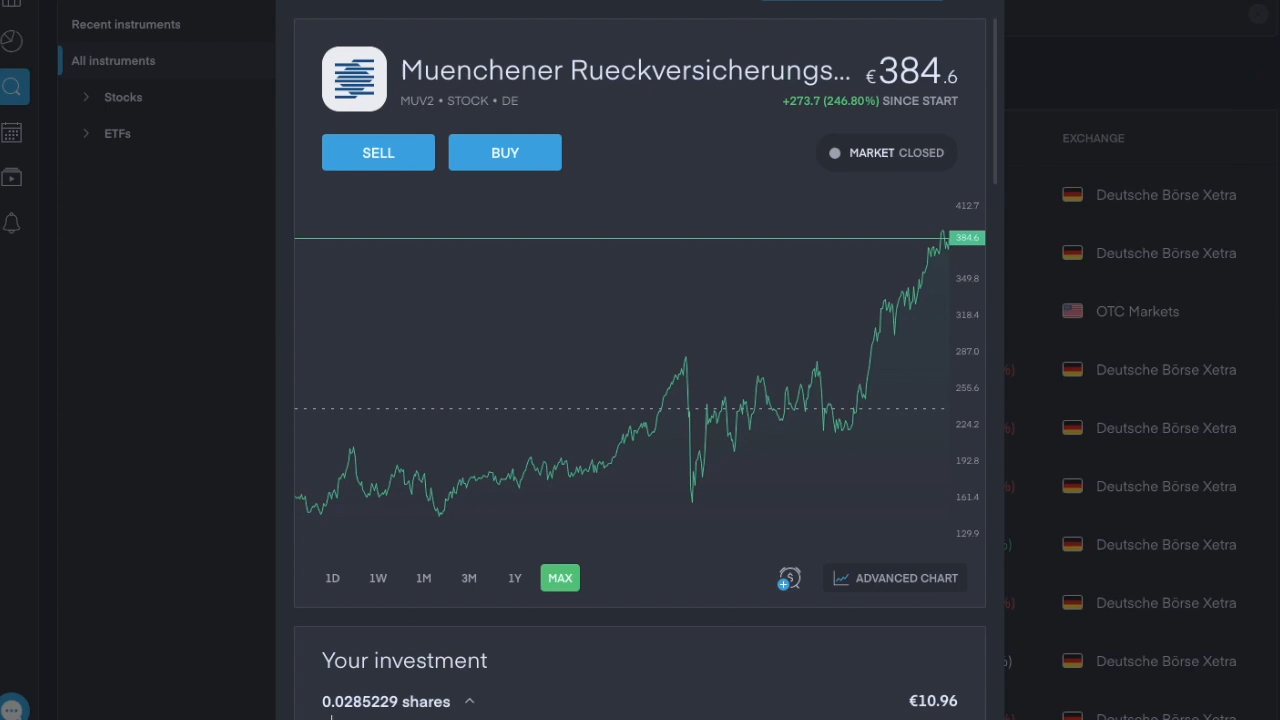 Recent instruments
All instruments
Stocks
ETFs
Muenchener Rueckversicherungs... €384.6
MUV2 • STOCK • DE +273.7 (246.80%) SINCE START
SELL BUY MARKET CLOSED
412.7
384.6
349.8
318.4
287.0
255.6
224.2
192.8
161.4
129.9
1D 1W 1M 3M 1Y MAX ADVANCED CHART
Your investment
0.0285229 shares €10.96
EXCHANGE
Deutsche Börse Xetra
Deutsche Börse Xetra
OTC Markets
%) Deutsche Börse Xetra
%) Deutsche Börse Xetra
%) Deutsche Börse Xetra
%) Deutsche Börse Xetra
%) Deutsche Börse Xetra
%) Deutsche Börse Xetra
Deutsche Börse Xetra